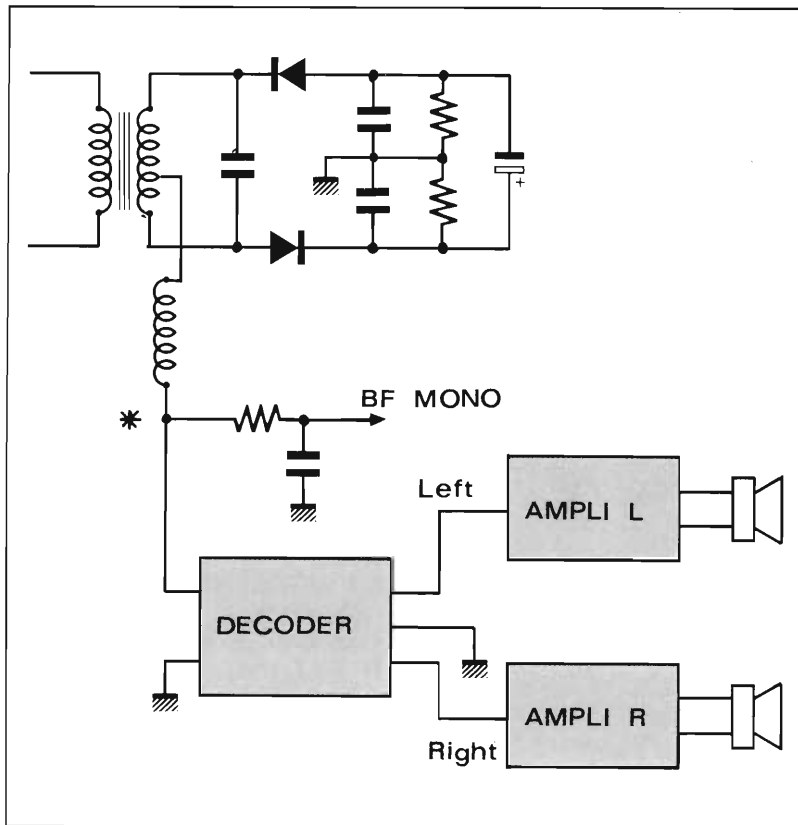 +
*
BF MONO
Left
AMPLI L
DECODER
AMPLI R
Right